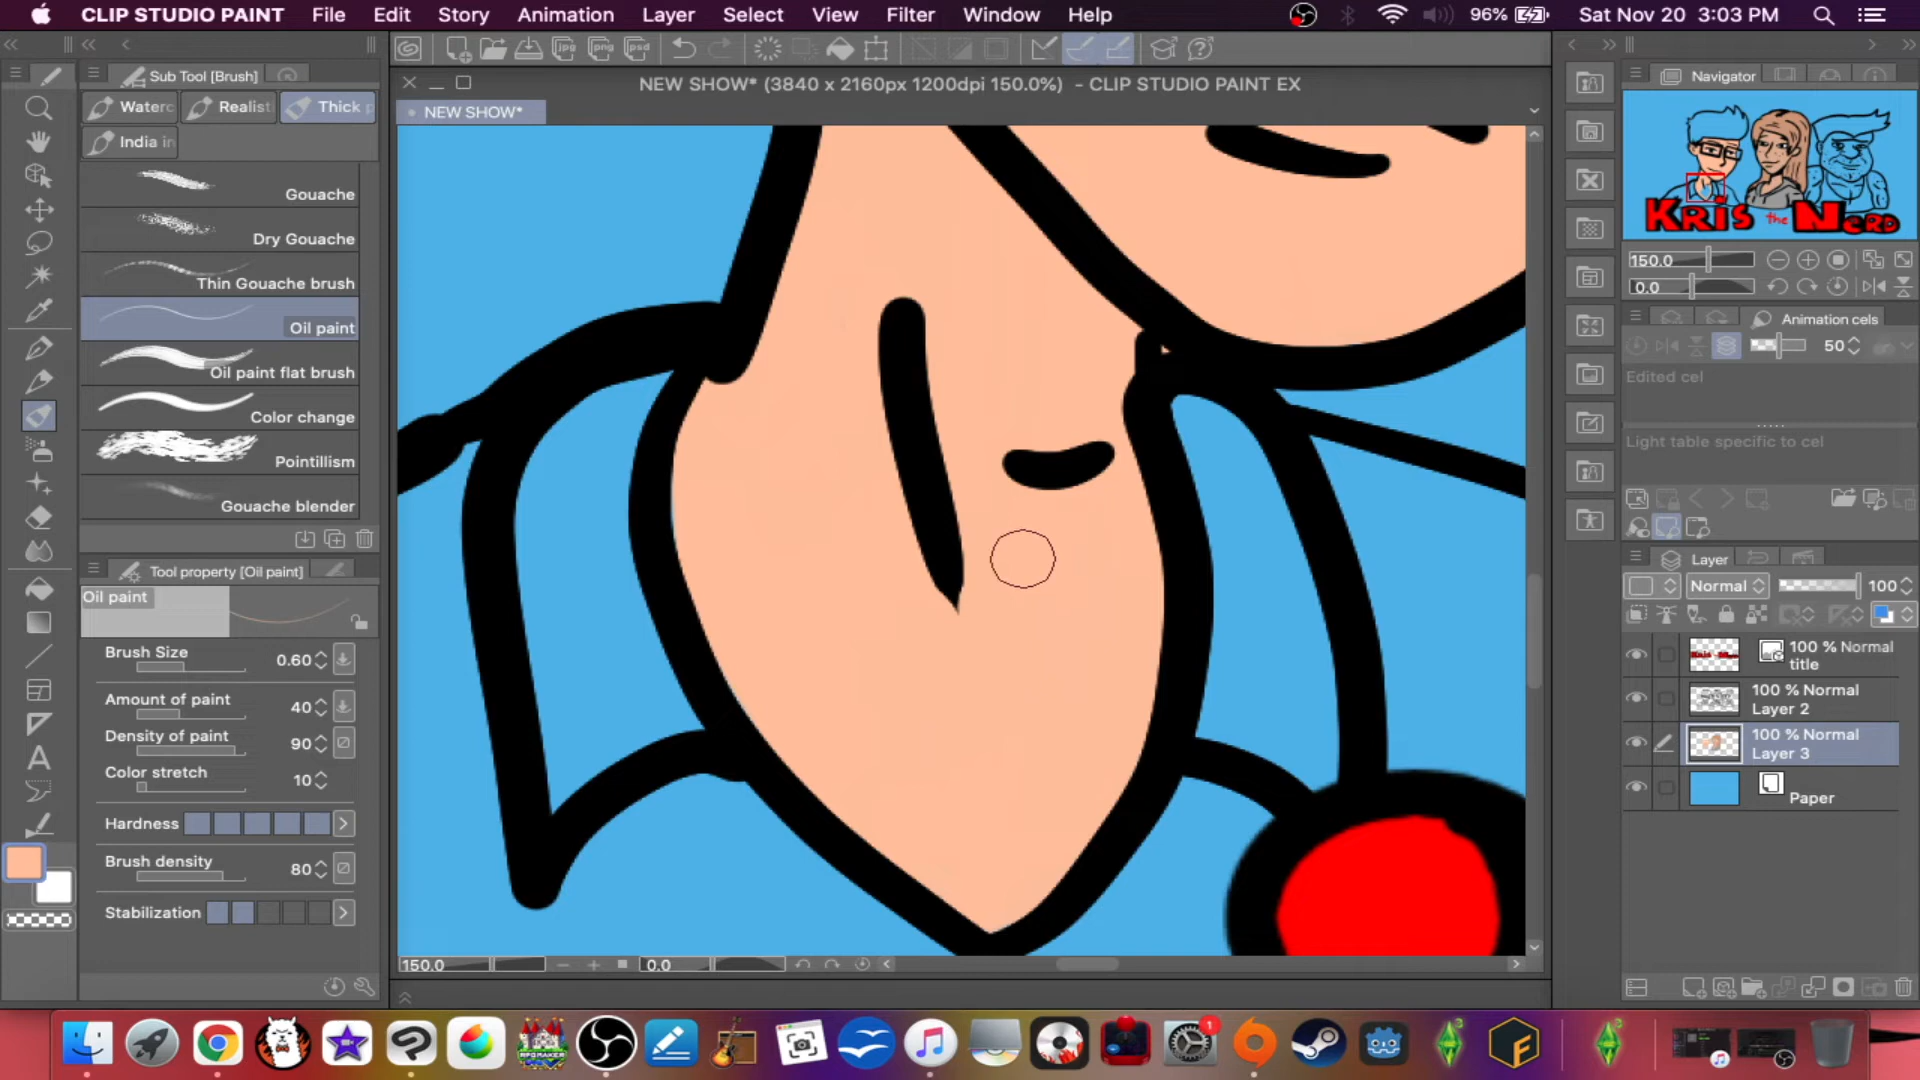 CLIP STUDIO PAINT File Edit Story Animation Layer Select View Filter Window Help 96% Sat Nov 20 3:03 PM
jpg png psd
Sub Tool [Brush]
NEW SHOW* (3840 x 2160px 1200dpi 150.0%) - CLIP STUDIO PAINT EX
Navigator
Waterc Realist Thick p
NEW SHOW*
India in
Gouache
Dry Gouache
Thin Gouache brush
Oil paint
Oil paint flat brush
Color change
Pointillism
Gouache blender
Kris the Nerd
150.0
0.0
Animation cels
50
Edited cel
Light table specific to cel
Tool property [Oil paint]
Oil paint
Brush Size 0.60
Amount of paint 40
Density of paint 90
Color stretch 10
Hardness
Brush density 80
Stabilization
Layer
Normal 100
100 % Normal
title
100 % Normal
Layer 2
100 % Normal
Layer 3
Paper
150.0 0.0
RPGMAKER
1